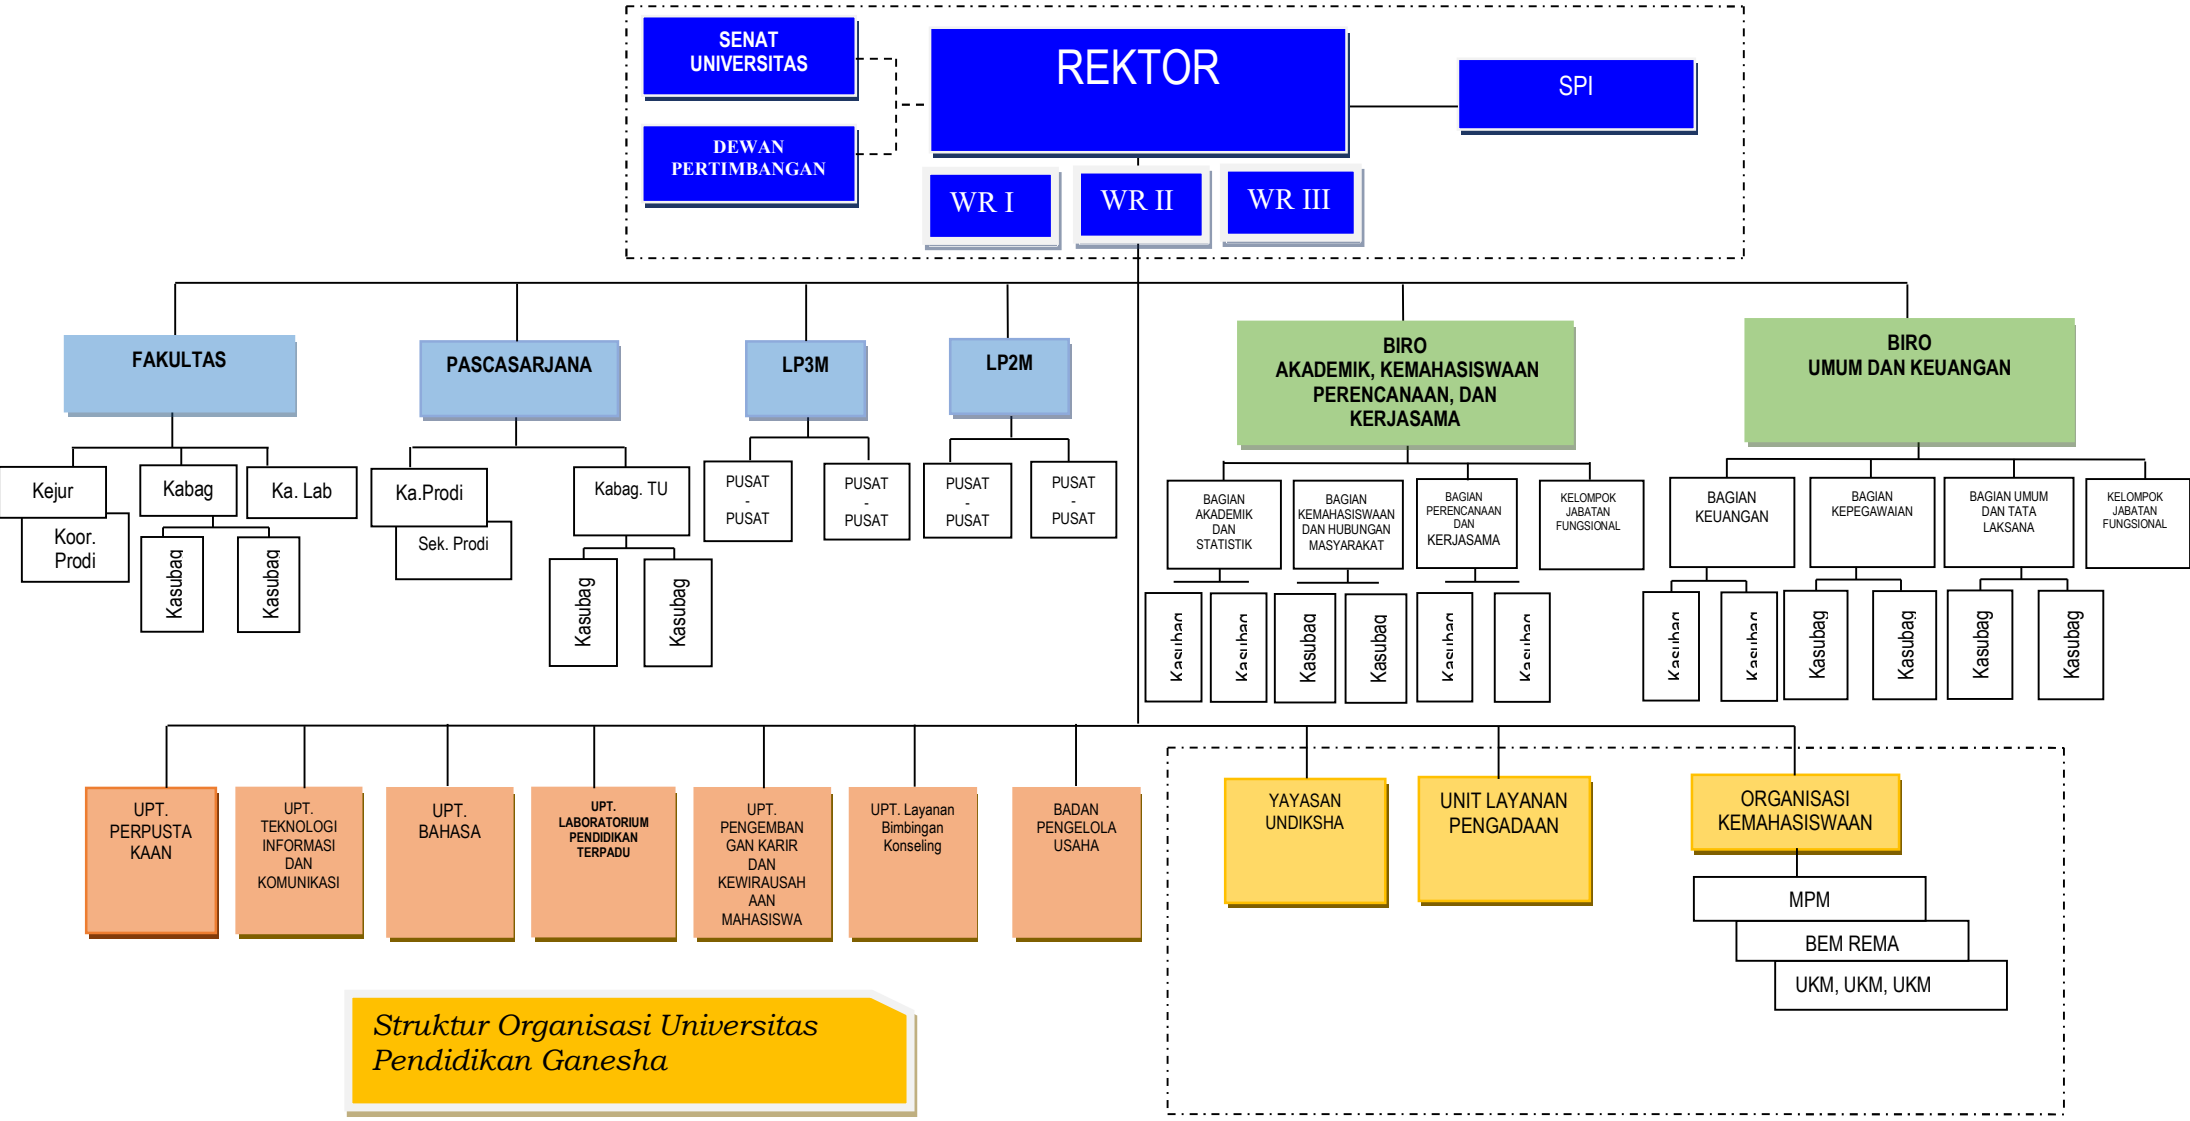 SENAT
UNIVERSITAS
REKTOR
SPI
DEWAN
PERTIMBANGAN
WR I
WR II
WR III
FAKULTAS
PASCASARJANA
LP3M
LP2M
BIRO
AKADEMIK, KEMAHASISWAAN
PERENCANAAN, DAN
KERJASAMA
BIRO
UMUM DAN KEUANGAN
Kejur
Koor.
Prodi
Kabag
Ka. Lab
Kasubag
Kasubag
Ka.Prodi
Sek. Prodi
Kabag. TU
Kasubag
Kasubag
PUSAT
-
PUSAT
PUSAT
-
PUSAT
PUSAT
-
PUSAT
PUSAT
-
PUSAT
BAGIAN
AKADEMIK
DAN
STATISTIK
BAGIAN
KEMAHASISWAAN
DAN HUBUNGAN
MASYARAKAT
BAGIAN
PERENCANAAN
DAN
KERJASAMA
KELOMPOK
JABATAN
FUNGSIONAL
BAGIAN
KEUANGAN
BAGIAN
KEPEGAWAIAN
BAGIAN UMUM
DAN TATA
LAKSANA
KELOMPOK
JABATAN
FUNGSIONAL
Kasubag
Kasubag
Kasubag
Kasubag
Kasubag
Kasubag
Kasubag
Kasubag
Kasubag
Kasubag
Kasubag
Kasubag
UPT.
PERPUSTA
KAAN
UPT.
TEKNOLOGI
INFORMASI
DAN
KOMUNIKASI
UPT.
BAHASA
UPT.
LABORATORIUM
PENDIDIKAN
TERPADU
UPT.
PENGEMBAN
GAN KARIR
DAN
KEWIRAUSAH
AAN
MAHASISWA
UPT. Layanan
Bimbingan
Konseling
BADAN
PENGELOLA
USAHA
YAYASAN
UNDIKSHA
UNIT LAYANAN
PENGADAAN
ORGANISASI
KEMAHASISWAAN
MPM
BEM REMA
UKM, UKM, UKM
Struktur Organisasi Universitas
Pendidikan Ganesha